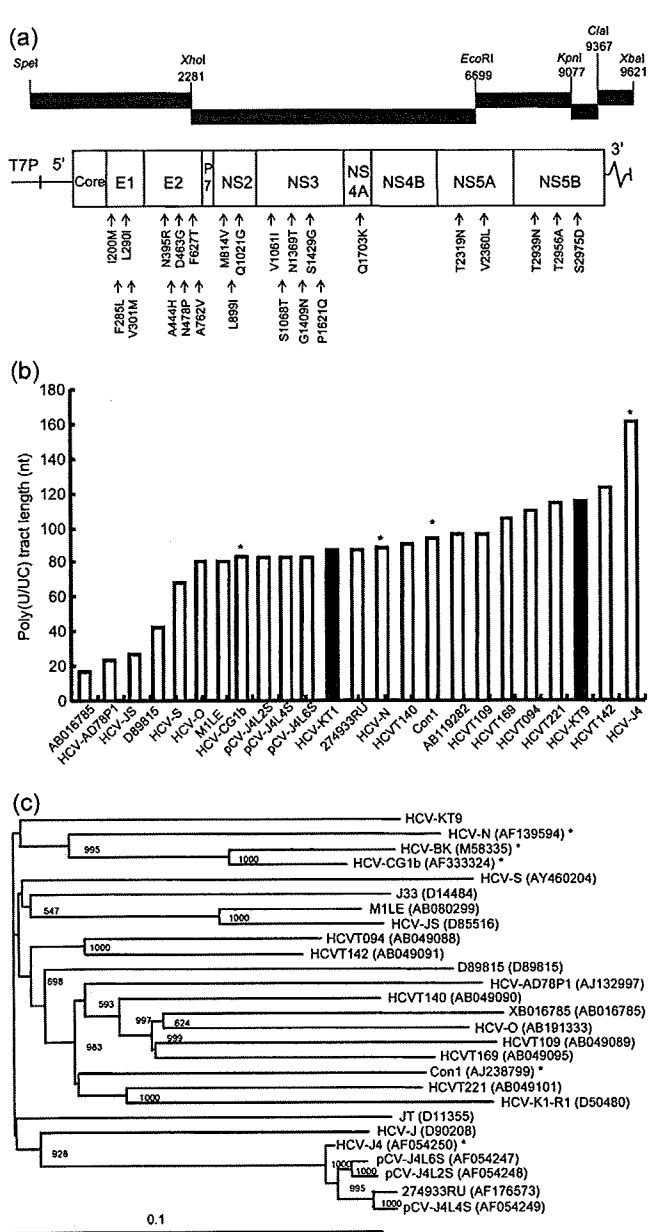 (a)
SpeI
XhoI
2281
EcoRI
6699
KpnI
9077
ClaI
9367
XbaI
9621
T7P 5' Core E1 E2 P7 NS2 NS3 NS4A NS4B NS5A NS5B 3'
I200M L290I N395R D463G F627T M814V Q1021G V1061I N1369T S1429G Q1703K T2319N V2360L T2939N T2956A S2975D
F285L V301M A444H N478P A762V L899I S1068T G1409N P1621Q
(b)
Poly(U/UC) tract length (nt)
180
160
140
120
100
80
60
40
20
0
* * * *
AB016785
HCV-AD78P1
HCV-JS
D89815
HCV-S
HCV-O
M1LE
HCV-CG1b
pCV-J4L2S
pCV-J4L4S
pCV-J4L6S
HCV-KT1
274933RU
HCV-N
HCVT140
Con1
AB119282
HCVT109
HCVT169
HCVT094
HCVT221
HCV-KT9
HCVT142
HCV-J4
(c)
HCV-KT9
HCV-N (AF139594) *
995
HCV-BK (M58335) *
1000
HCV-CG1b (AF333324) *
HCV-S (AY460204)
J33 (D14484)
547
M1LE (AB080299)
1000
HCV-JS (D85516)
HCVT094 (AB049088)
1000
HCVT142 (AB049091)
D89815 (D89815)
698
HCV-AD78P1 (AJ132997)
HCVT140 (AB049090)
593
XB016785 (AB016785)
997 624
HCV-O (AB191333)
999
HCVT109 (AB049089)
983
HCVT169 (AB049095)
Con1 (AJ238799) *
HCVT221 (AB049101)
1000
HCV-K1-R1 (D50480)
JT (D11355)
HCV-J (D90208)
HCV-J4 (AF054250) *
928
pCV-J4L6S (AF054247)
1000
1000
pCV-J4L2S (AF054248)
995
274933RU (AF176573)
1000
pCV-J4L4S (AF054249)
0.1